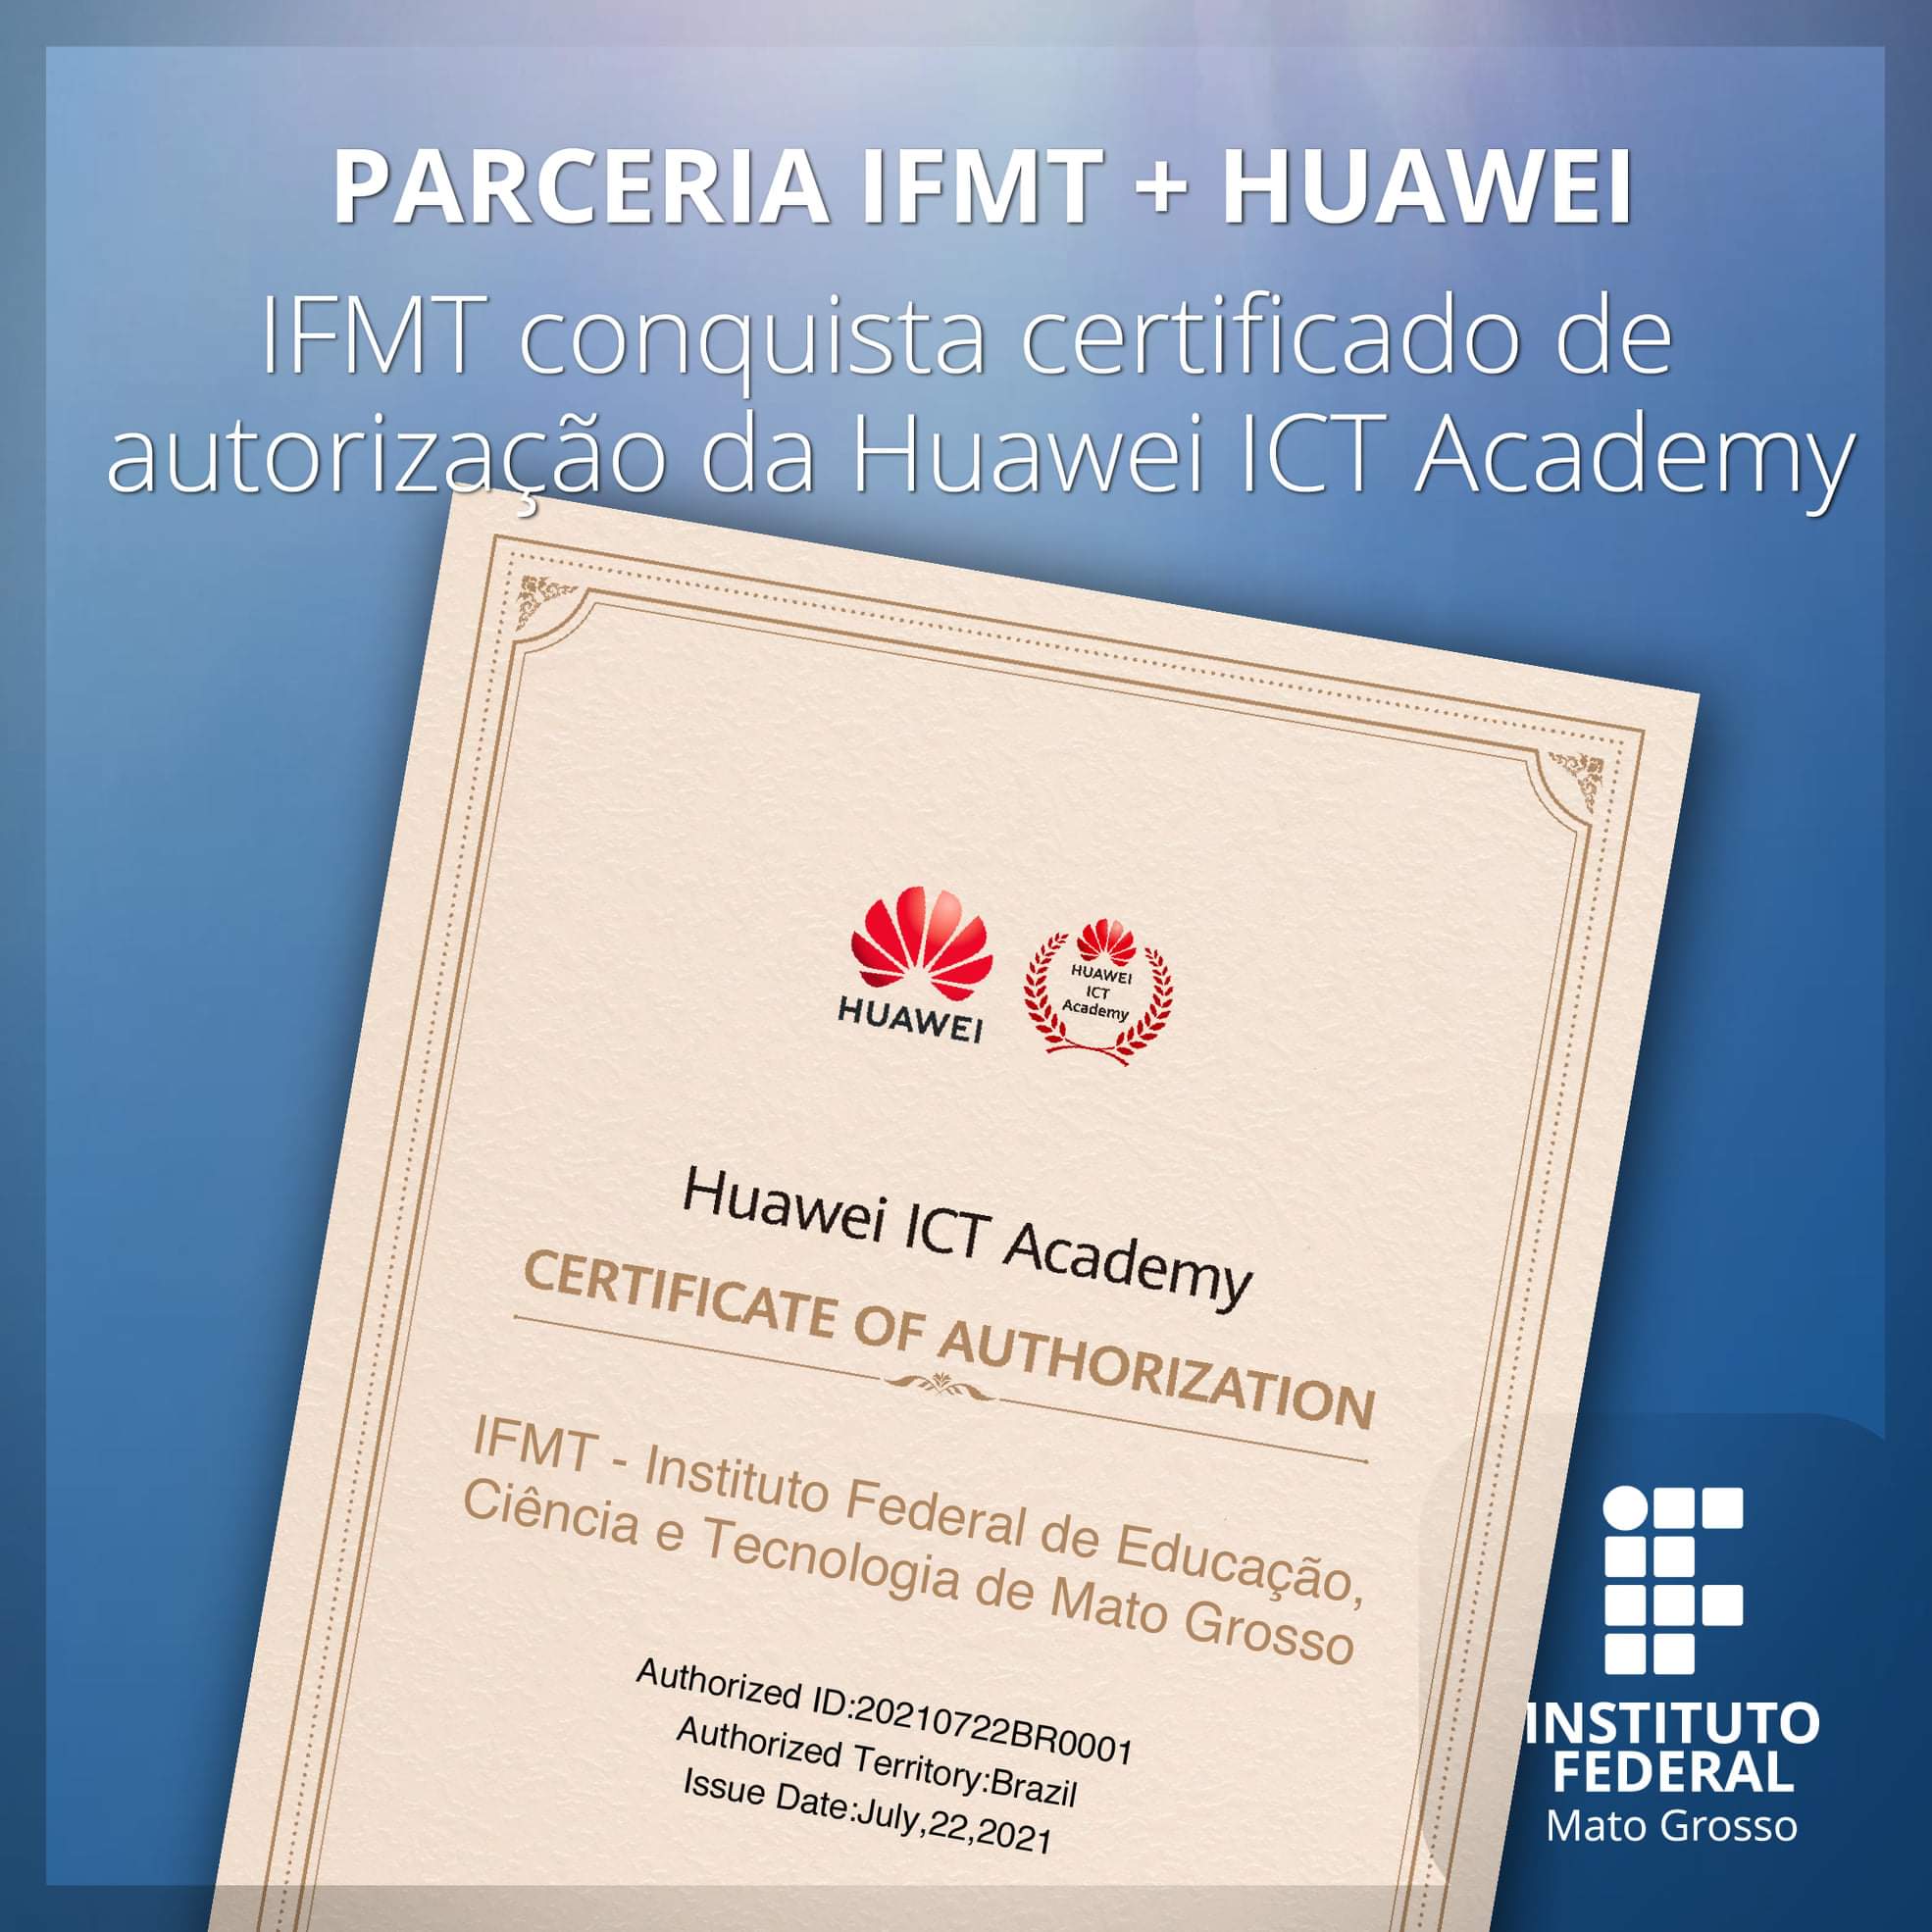 PARCERIA IFMT + HUAWEI
IFMT conquista certificado de
autorização da Huawei ICT Academy
HUAWEI
HUAWEI
ICT
Academy
Huawei ICT Academy
CERTIFICATE OF AUTHORIZATION
IFMT - Instituto Federal de Educação,
Ciência e Tecnologia de Mato Grosso
Authorized ID:20210722BR0001
Authorized Territory:Brazil
Issue Date:July,22,2021
INSTITUTO
FEDERAL
Mato Grosso